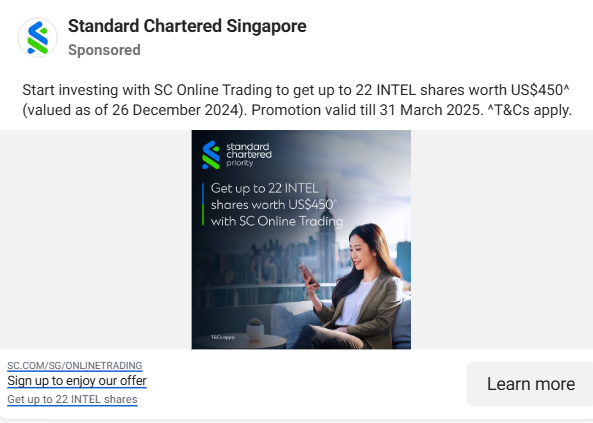 Standard Chartered Singapore
Sponsored
Start investing with SC Online Trading to get up to 22 INTEL shares worth US$450^
(valued as of 26 December 2024). Promotion valid till 31 March 2025. ^T&Cs apply.
standard
chartered
priority
Get up to 22 INTEL
shares worth US$450^
with SC Online Trading
T&Cs apply
SC.COM/SG/ONLINETRADING
Sign up to enjoy our offer
Get up to 22 INTEL shares
Learn more